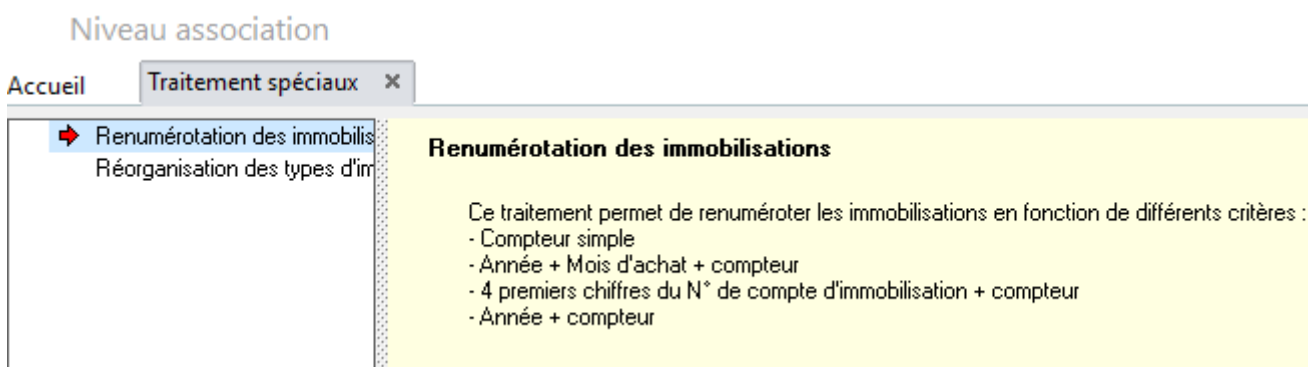 Niveau association
Accueil
Traitement spéciaux ×
Renumérotation des immobilis
Réorganisation des types d'im
Renumérotation des immobilisations
Ce traitement permet de renuméroter les immobilisations en fonction de différents critères :
- Compteur simple
- Année + Mois d'achat + compteur
- 4 premiers chiffres du N° de compte d'immobilisation + compteur
- Année + compteur